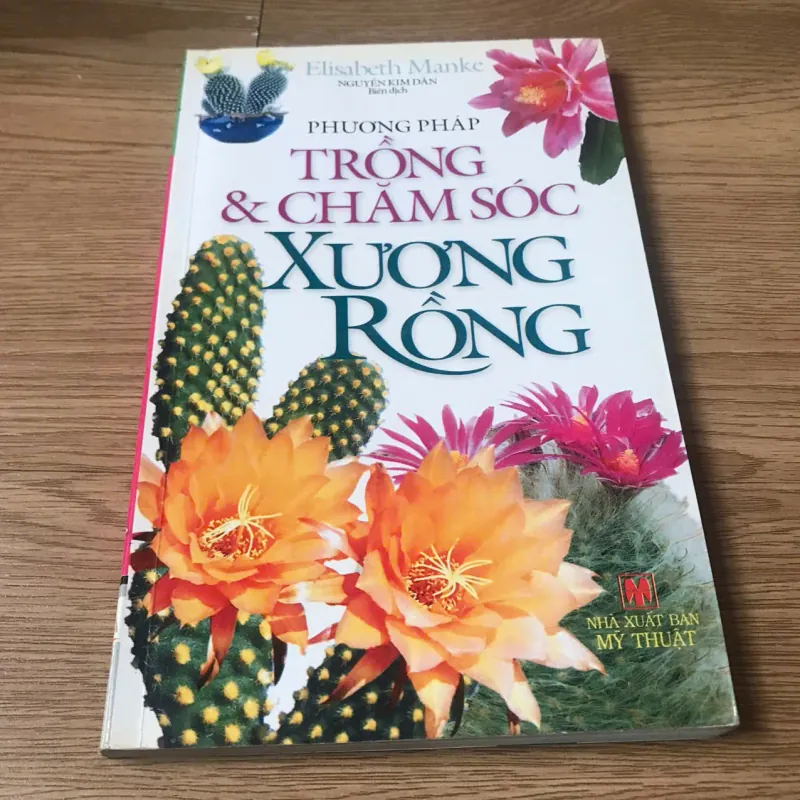 Elisabeth Manke
NGUYỄN KIM DÂN
Biên dịch
PHƯƠNG PHÁP
TRỒNG
& CHĂM SÓC
XƯƠNG
RỒNG
M
NHÀ XUẤT BẢN
MỸ THUẬT